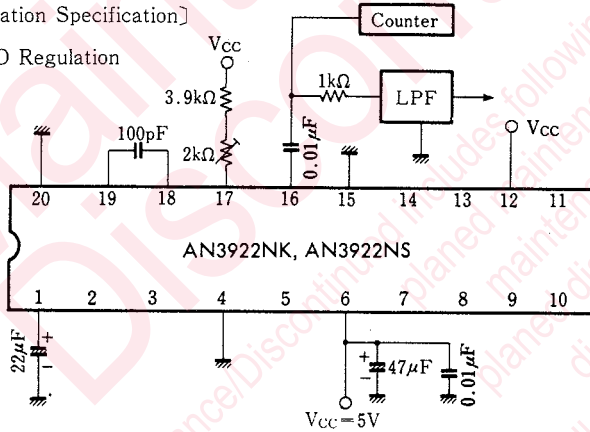 ation Specification]
O Regulation
Counter
VCC
3.9kΩ
1kΩ
LPF
100pF
2kΩ
0.01μF
VCC
20 19 18 17 16 15 14 13 12 11
AN3922NK, AN3922NS
1 2 3 4 5 6 7 8 9 10
22μF
+
-
+
-
47μF
0.01μF
VCC=5V